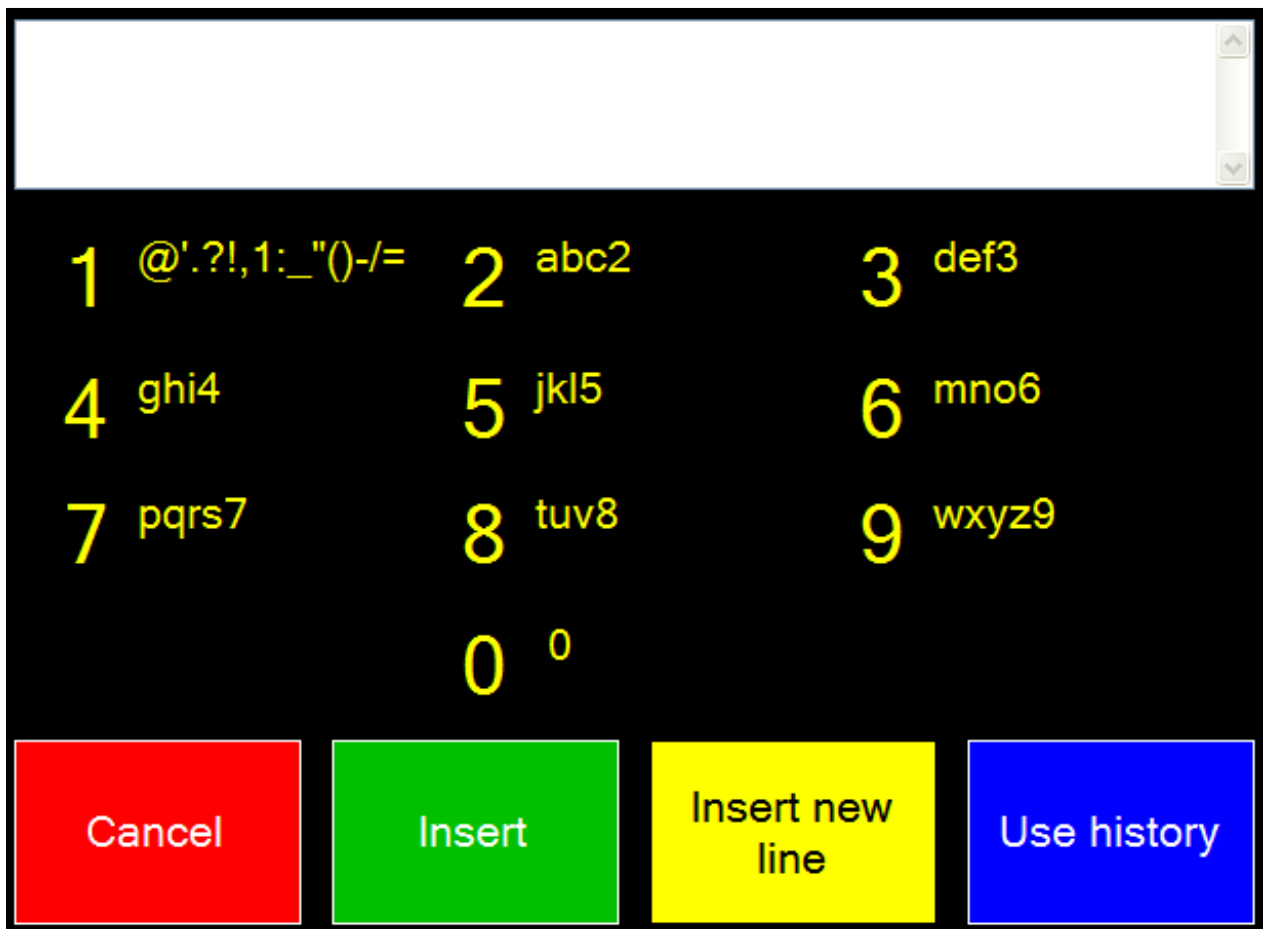 1 @'.?!,1:_"()-/= 2 abc2 3 def3
4 ghi4 5 jkl5 6 mno6
7 pqrs7 8 tuv8 9 wxyz9
0 0
Cancel
Insert
Insert new
line
Use history